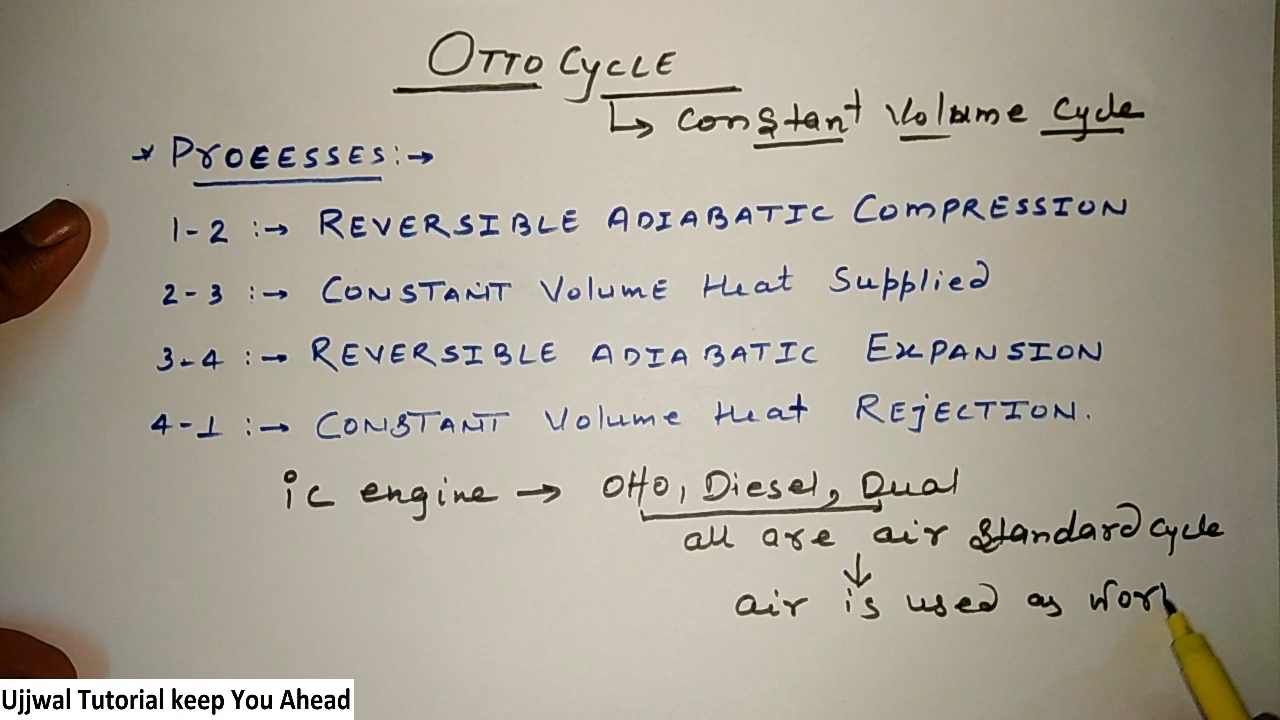 OTTO CYCLE
↳ Constant Volume Cycle
* PROEESSES:→
1-2 :→ REVERSIBLE ADIABATIC COMPRESSION
2-3 :→ CONSTANT VOLUME Heat Supplied
3-4 :→ REVERSIBLE ADIABATIC EXPANSION
4-1 :→ CONSTANT Volume Heat REJECTION.
ic engine → Otto, Diesel, Dual
all are air standard cycle
↓
air is used as Wor
Ujjwal Tutorial keep You Ahead